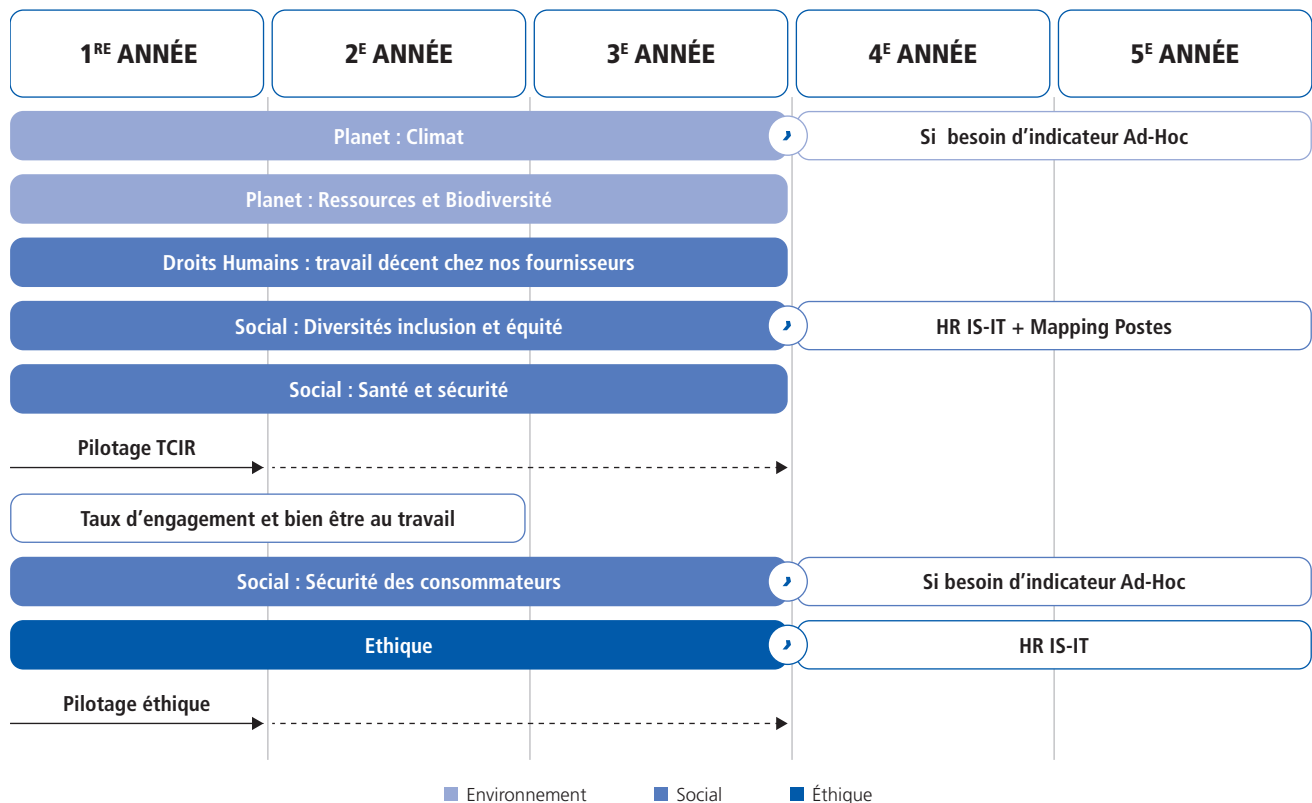 1RE ANNÉE
2E ANNÉE
3E ANNÉE
4E ANNÉE
5E ANNÉE
Planet : Climat
Si besoin d’indicateur Ad-Hoc
Planet : Ressources et Biodiversité
Droits Humains : travail décent chez nos fournisseurs
Social : Diversités inclusion et équité
HR IS-IT + Mapping Postes
Social : Santé et sécurité
Pilotage TCIR
Taux d’engagement et bien être au travail
Social : Sécurité des consommateurs
Si besoin d’indicateur Ad-Hoc
Ethique
HR IS-IT
Pilotage éthique
Environnement
Social
Éthique